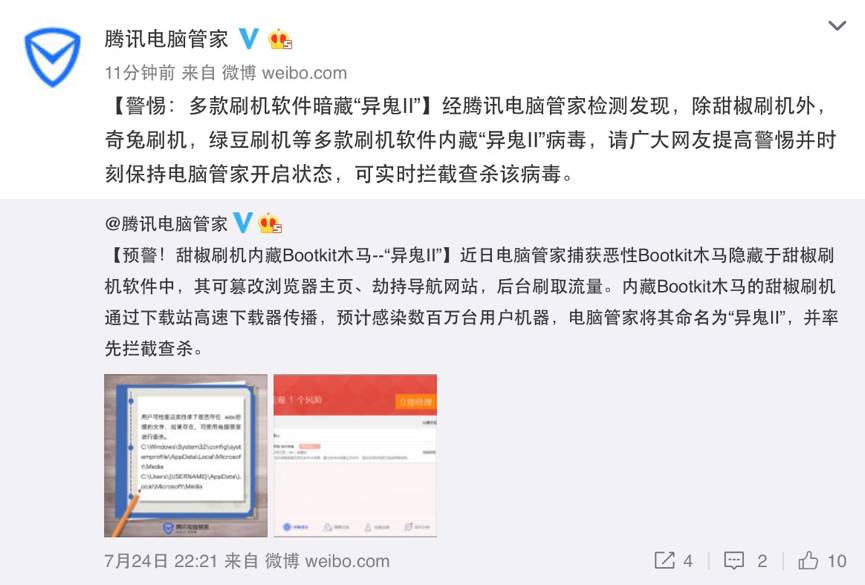 腾讯电脑管家
11分钟前 来自 微博 weibo.com
【警惕：多款刷机软件暗藏“异鬼II”】经腾讯电脑管家检测发现，除甜椒刷机外，
奇兔刷机，绿豆刷机等多款刷机软件内藏“异鬼II”病毒，请广大网友提高警惕并时
刻保持电脑管家开启状态，可实时拦截查杀该病毒。
@腾讯电脑管家
【预警！甜椒刷机内藏Bootkit木马--“异鬼II”】近日电脑管家捕获恶性Bootkit木马隐藏于甜椒刷
机软件中，其可篡改浏览器主页、劫持导航网站，后台刷取流量。内藏Bootkit木马的甜椒刷机
通过下载站高速下载器传播，预计感染数百万台用户机器，电脑管家将其命名为“异鬼II”，并率
先拦截查杀。
用户可检查这类目录下是否存在 wav后
缀的文件，如果存在，可使用电脑管家
进行查杀。
C:\Windows\System32\config\syst
emprofile\AppData\Local\Microsof
t\Media
C:\Users\[USERNAME]\AppData\L
ocal\Microsoft\Media
腾讯电脑管家
1 个风险
立即处理
7月24日 22:21 来自 微博 weibo.com
4
2
10